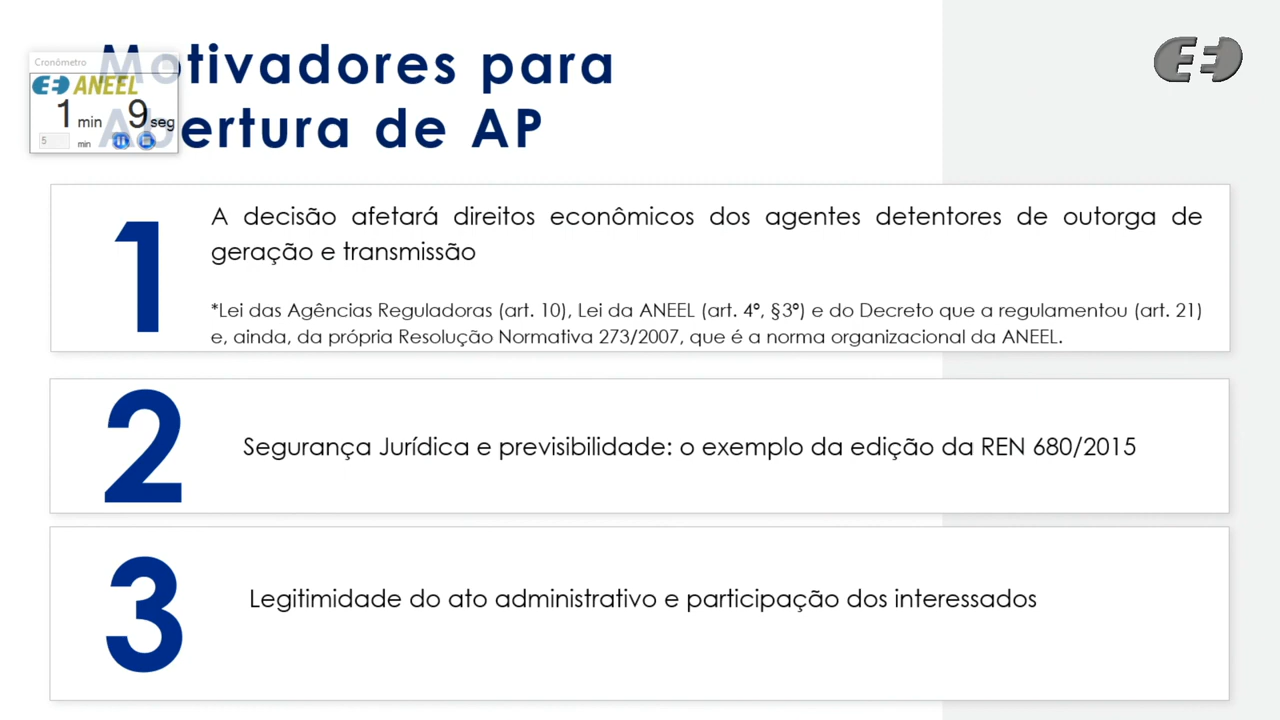 Motivadores para
Abertura de AP
Cronômetro
ANEEL
1 min 9 seg
5 min
1
A decisão afetará direitos econômicos dos agentes detentores de outorga de
geração e transmissão
*Lei das Agências Reguladoras (art. 10), Lei da ANEEL (art. 4º, §3º) e do Decreto que a regulamentou (art. 21)
e, ainda, da própria Resolução Normativa 273/2007, que é a norma organizacional da ANEEL.
2
Segurança Jurídica e previsibilidade: o exemplo da edição da REN 680/2015
3
Legitimidade do ato administrativo e participação dos interessados